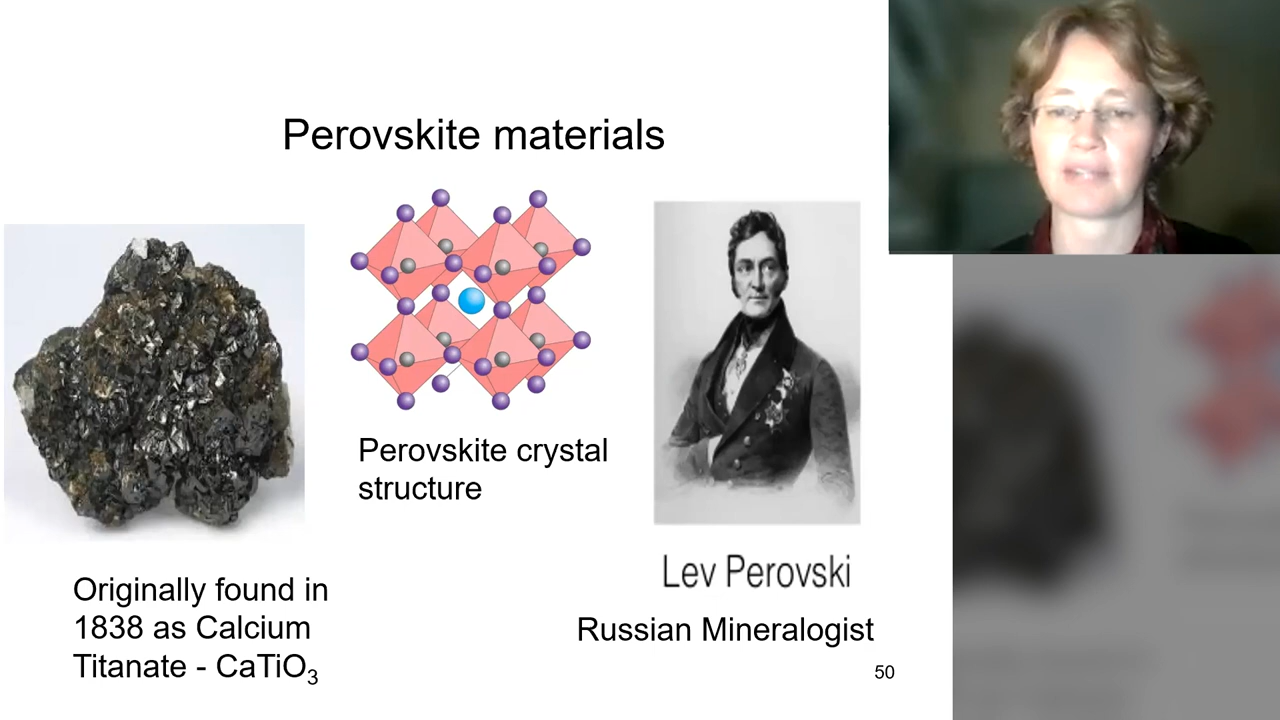 Perovskite materials
Perovskite crystal
structure
Originally found in
1838 as Calcium
Titanate - CaTiO₃
Lev Perovski
Russian Mineralogist
50